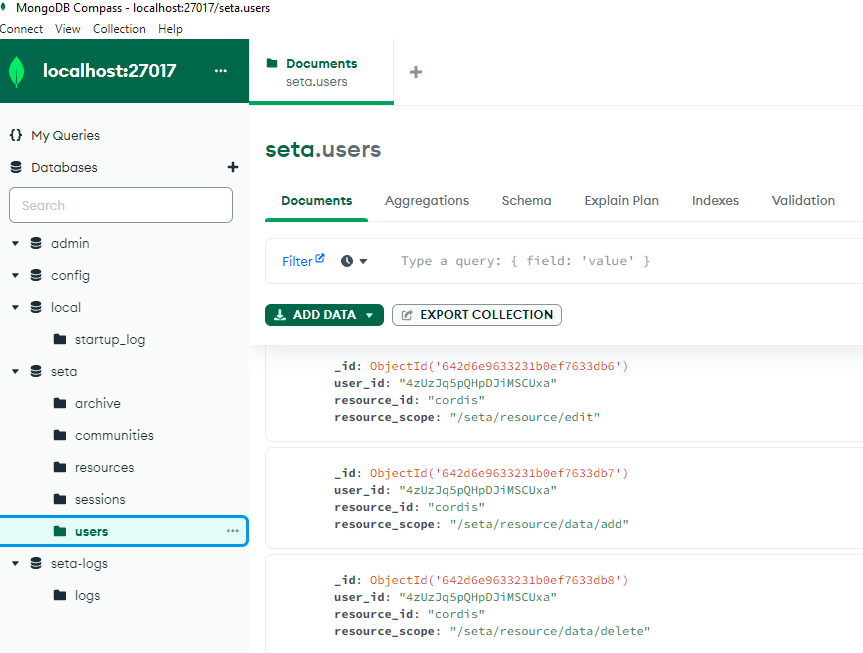 MongoDB Compass - localhost:27017/seta.users
Connect View Collection Help
localhost:27017 ...
Documents
seta.users
+
{} My Queries
Databases +
Search
admin
config
local
startup_log
seta
archive
communities
resources
sessions
users ...
seta-logs
logs
seta.users
Documents Aggregations Schema Explain Plan Indexes Validation
Filter Type a query: { field: 'value' }
ADD DATA EXPORT COLLECTION
_id: ObjectId('642d6e9633231b0ef7633db6')
user_id: "4zUzJq5pQHpDJiMSCUxa"
resource_id: "cordis"
resource_scope: "/seta/resource/edit"
_id: ObjectId('642d6e9633231b0ef7633db7')
user_id: "4zUzJq5pQHpDJiMSCUxa"
resource_id: "cordis"
resource_scope: "/seta/resource/data/add"
_id: ObjectId('642d6e9633231b0ef7633db8')
user_id: "4zUzJq5pQHpDJiMSCUxa"
resource_id: "cordis"
resource_scope: "/seta/resource/data/delete"